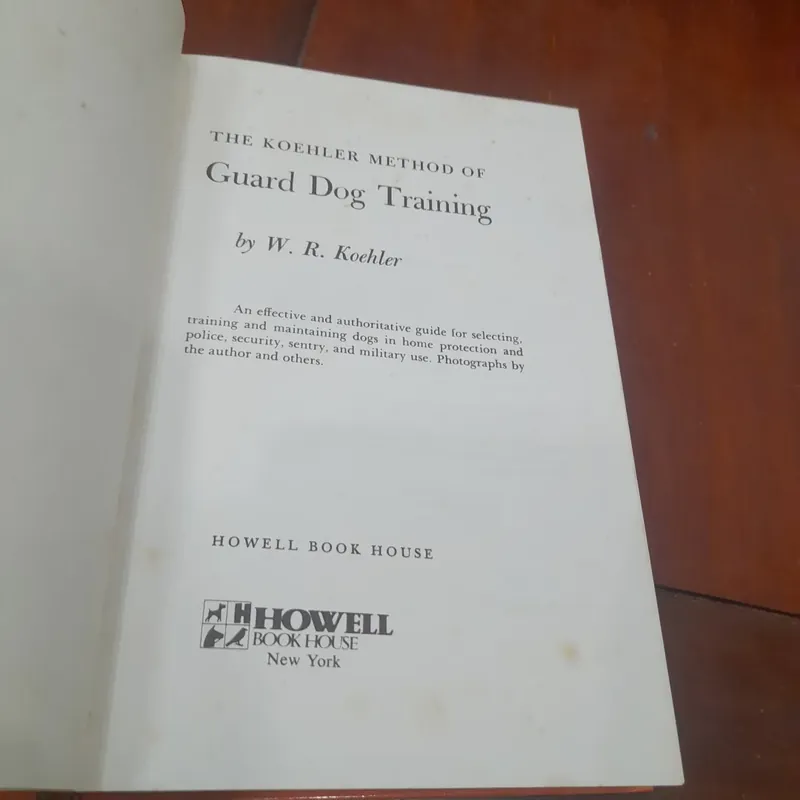 THE KOEHLER METHOD OF
Guard Dog Training
by W. R. Koehler
An effective and authoritative guide for selecting,
training and maintaining dogs in home protection and
police, security, sentry, and military use. Photographs by
the author and others.
HOWELL BOOK HOUSE
H HOWELL
BOOK HOUSE
New York